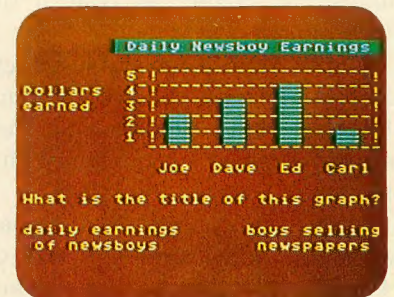 Daily Newsboy Earnings
5
Dollars 4
earned 3
2
1
Joe Dave Ed Carl
What is the title of this graph?
daily earnings boys selling
of newsboys newspapers